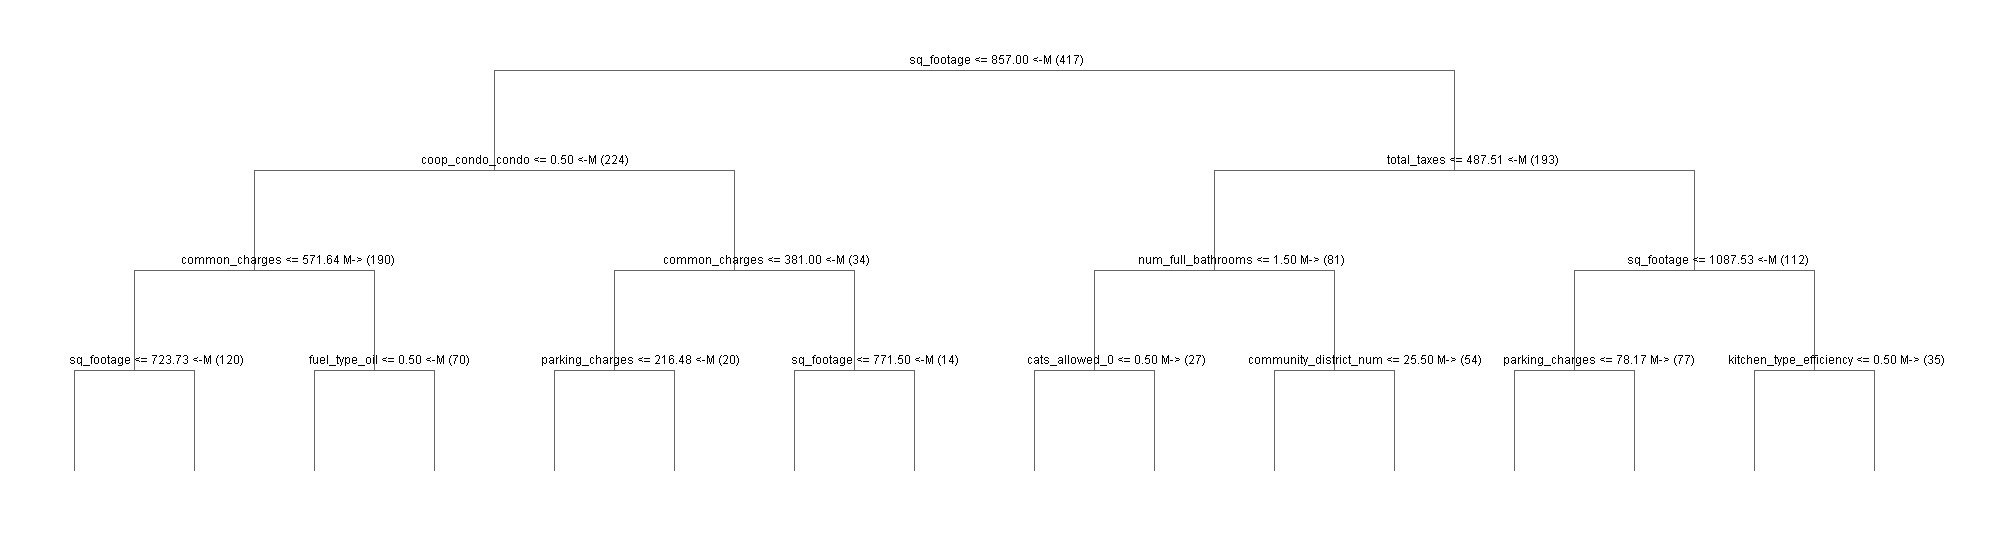 sq_footage <= 857.00 <-M (417)
coop_condo_condo <= 0.50 <-M (224)
total_taxes <= 487.51 <-M (193)
common_charges <= 571.64 M-> (190)
common_charges <= 381.00 <-M (34)
num_full_bathrooms <= 1.50 M-> (81)
sq_footage <= 1087.53 <-M (112)
sq_footage <= 723.73 <-M (120)
fuel_type_oil <= 0.50 <-M (70)
parking_charges <= 216.48 <-M (20)
sq_footage <= 771.50 <-M (14)
cats_allowed_0 <= 0.50 M-> (27)
community_district_num <= 25.50 M-> (54)
parking_charges <= 78.17 M-> (77)
kitchen_type_efficiency <= 0.50 M-> (35)